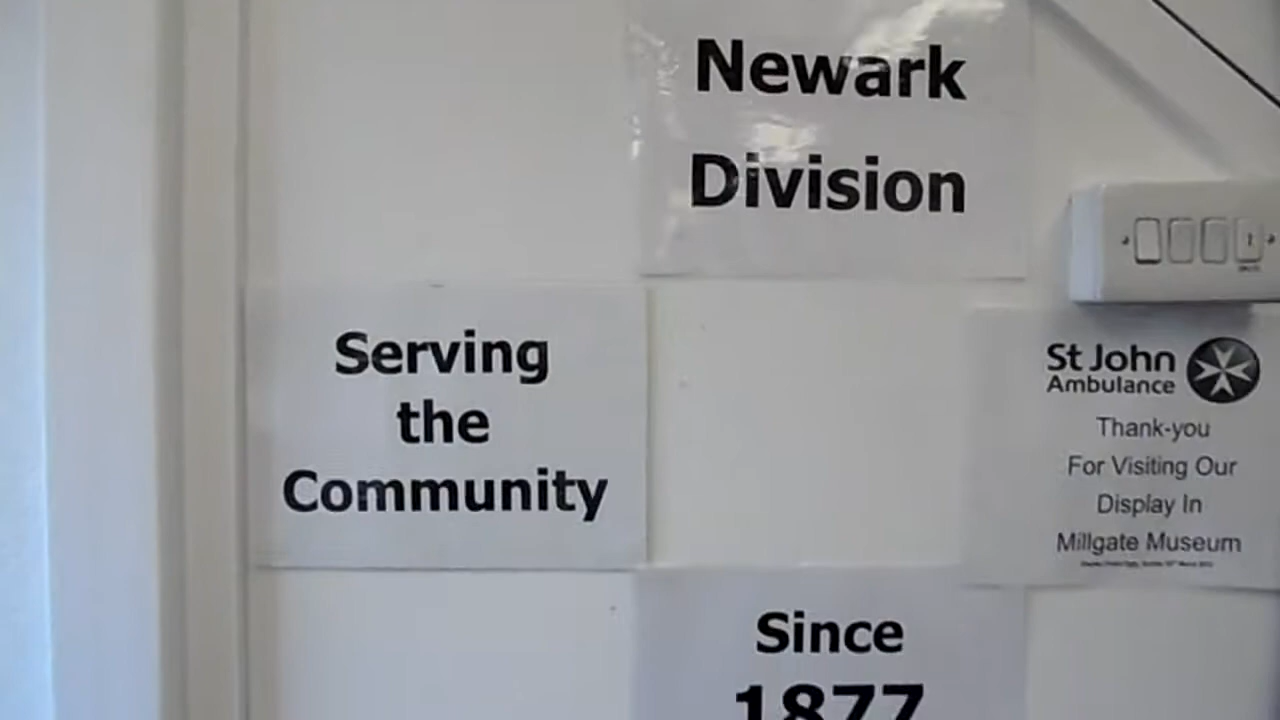 Newark
Division
Serving
the
Community
St John
Ambulance
Thank-you
For Visiting Our
Display In
Millgate Museum
Since
1877